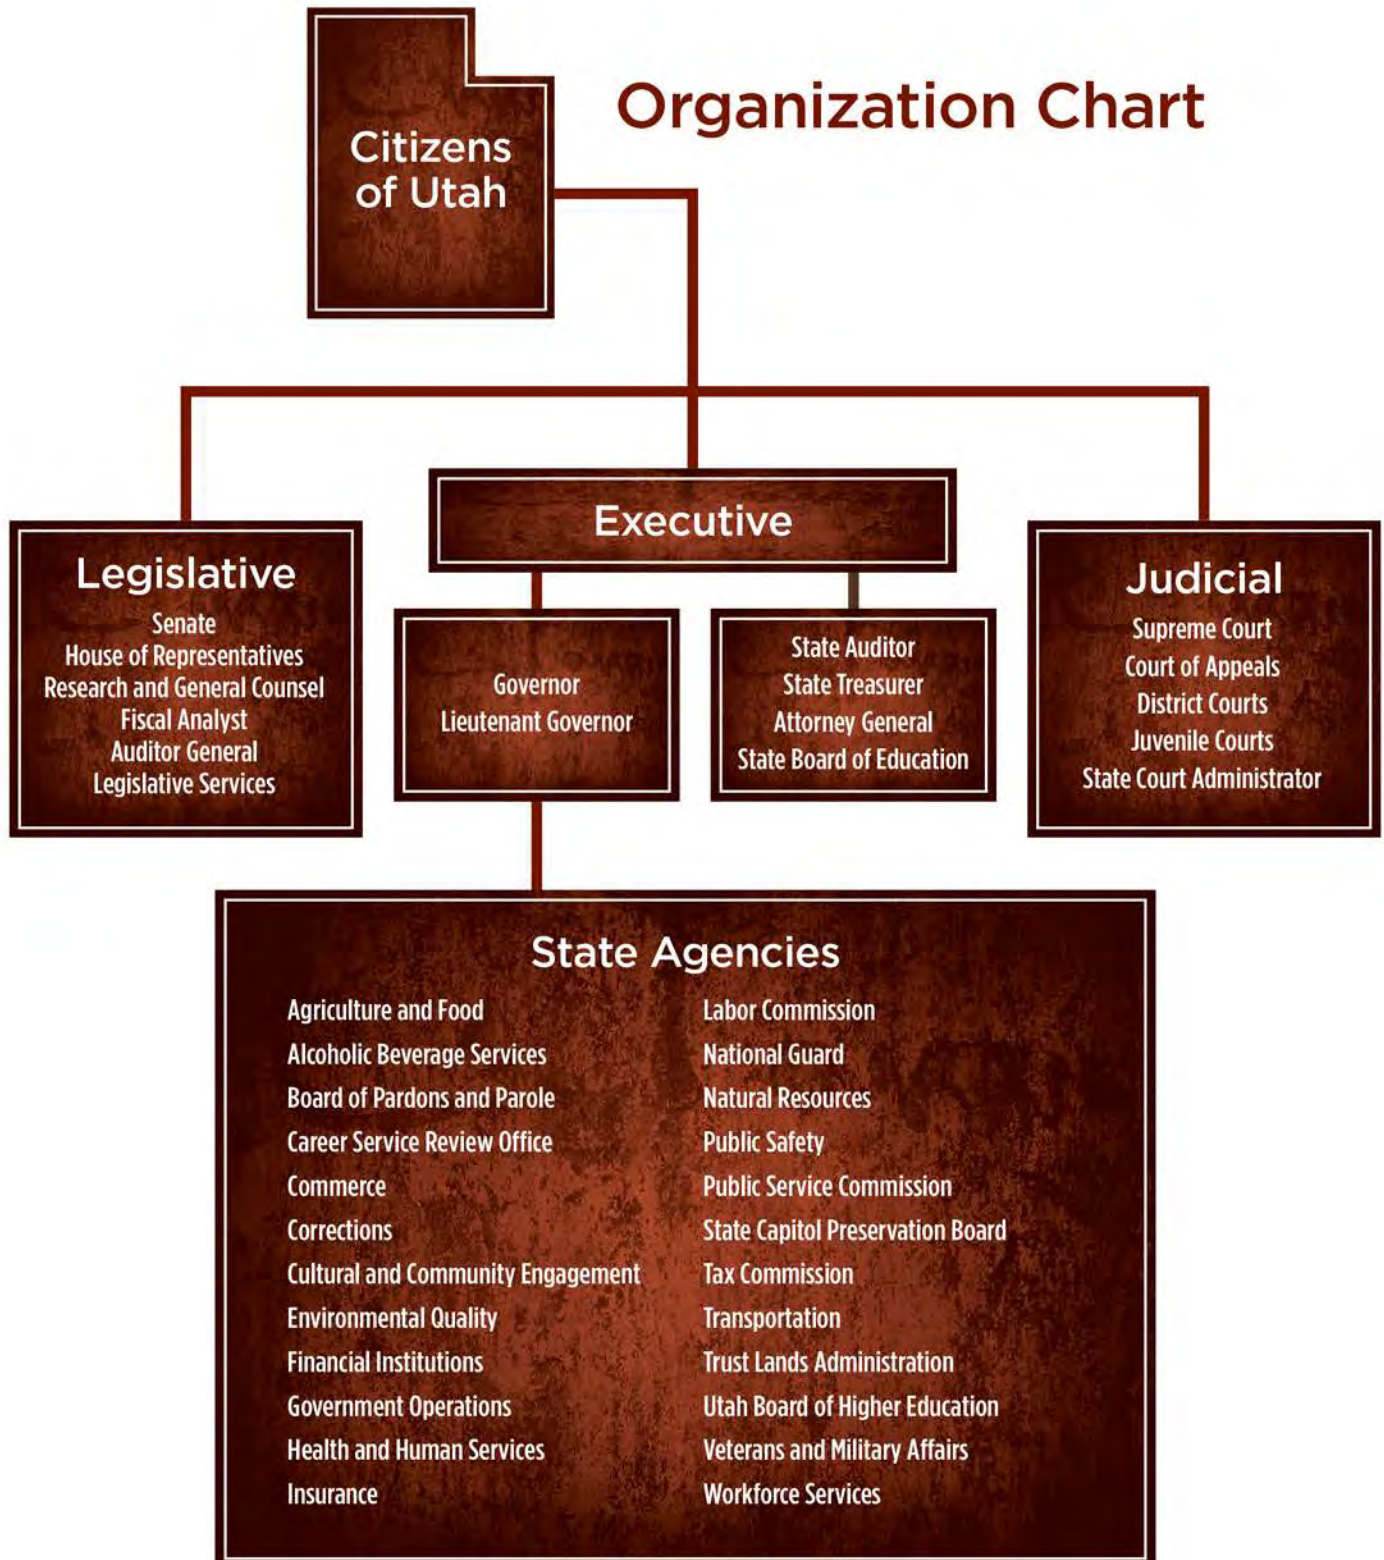 Citizens
of Utah
Organization Chart
Legislative
Senate
House of Representatives
Research and General Counsel
Fiscal Analyst
Auditor General
Legislative Services
Executive
Governor
Lieutenant Governor
State Auditor
State Treasurer
Attorney General
State Board of Education
Judicial
Supreme Court
Court of Appeals
District Courts
Juvenile Courts
State Court Administrator
State Agencies
Agriculture and Food
Alcoholic Beverage Services
Board of Pardons and Parole
Career Service Review Office
Commerce
Corrections
Cultural and Community Engagement
Environmental Quality
Financial Institutions
Government Operations
Health and Human Services
Insurance
Labor Commission
National Guard
Natural Resources
Public Safety
Public Service Commission
State Capitol Preservation Board
Tax Commission
Transportation
Trust Lands Administration
Utah Board of Higher Education
Veterans and Military Affairs
Workforce Services